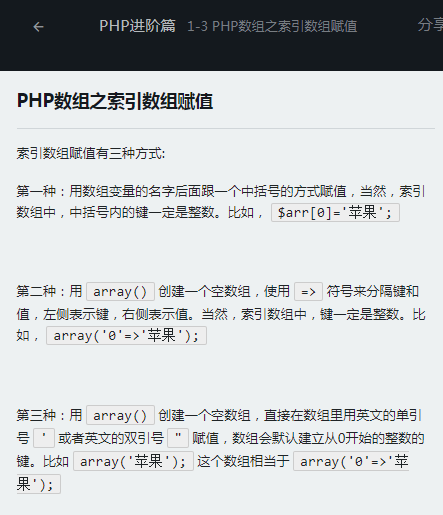 ← PHP进阶篇 1-3 PHP数组之索引数组赋值 分享
PHP数组之索引数组赋值
索引数组赋值有三种方式:
第一种：用数组变量的名字后面跟一个中括号的方式赋值，当然，索引
数组中，中括号内的键一定是整数。比如， $arr[0]='苹果';
第二种：用 array() 创建一个空数组，使用 => 符号来分隔键和
值，左侧表示键，右侧表示值。当然，索引数组中，键一定是整数。比
如， array('0'=>'苹果');
第三种：用 array() 创建一个空数组，直接在数组里用英文的单引
号 ' 或者英文的双引号 " 赋值，数组会默认建立从0开始的整数的
键。比如 array('苹果'); 这个数组相当于 array('0'=>'苹
果');